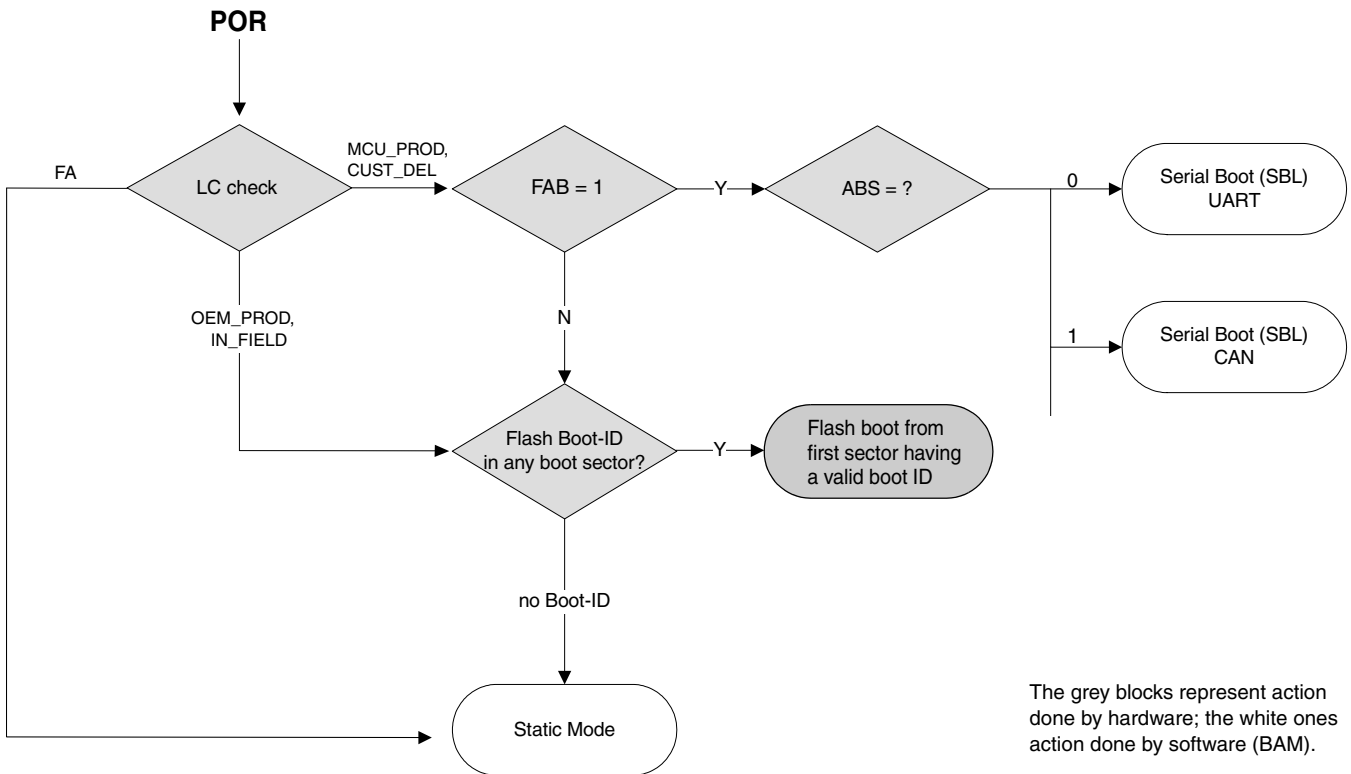 POR
FA
LC check
MCU_PROD,
CUST_DEL
FAB = 1
Y
ABS = ?
0
Serial Boot (SBL)
UART
OEM_PROD,
IN_FIELD
N
1
Serial Boot (SBL)
CAN
Flash Boot-ID
in any boot sector?
Y
Flash boot from
first sector having
a valid boot ID
no Boot-ID
Static Mode
The grey blocks represent action
done by hardware; the white ones
action done by software (BAM).